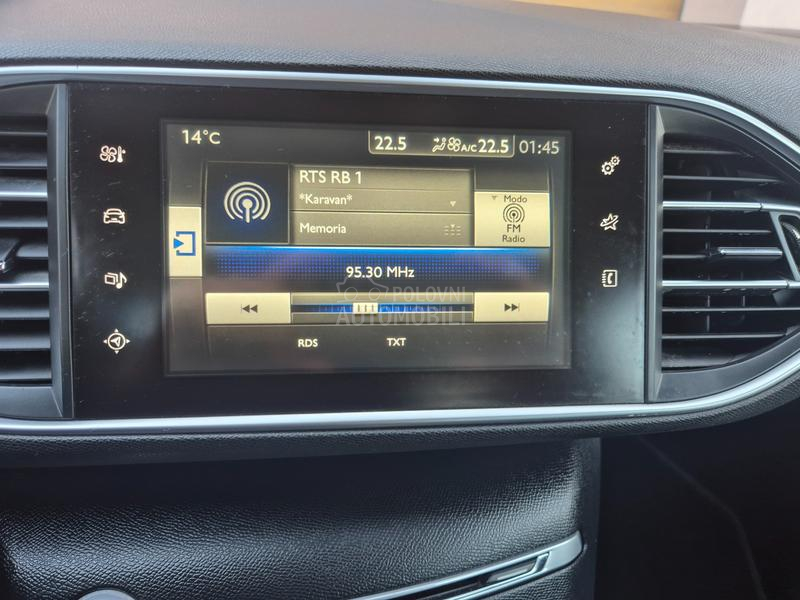 14°C 22.5 A/C 22.5 01:45
RTS RB 1
*Karavan*
Memoria
Modo
FM
Radio
95.30 MHz
POLOVNI
AUTOMOBILI
RDS TXT